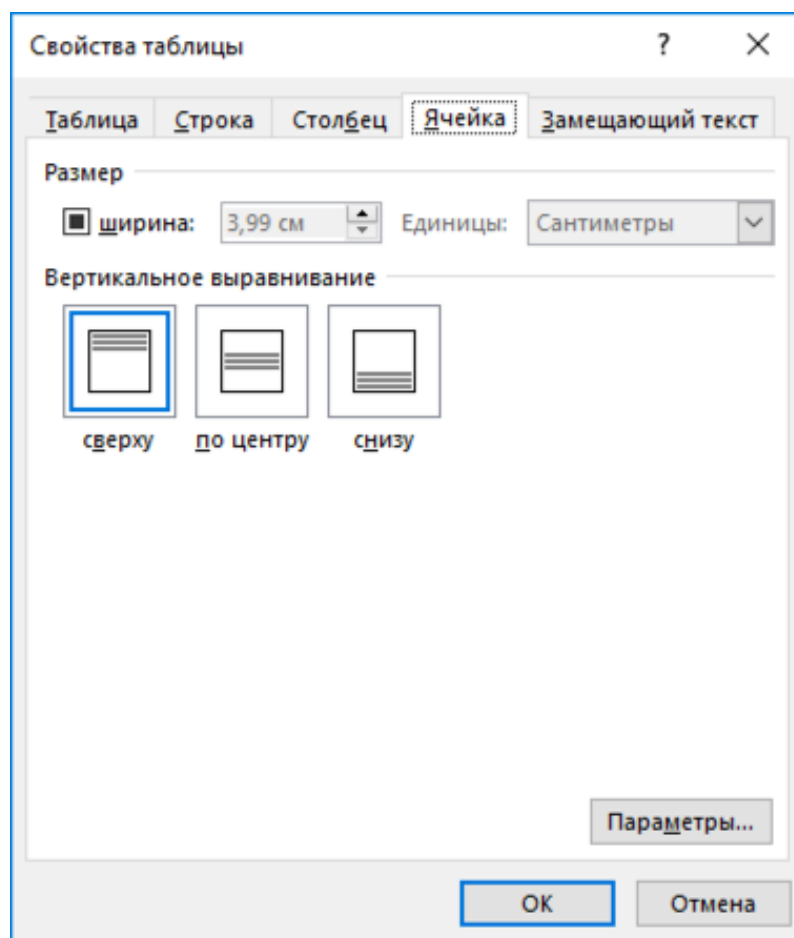 Свойства таблицы ?
Таблица Строка Столбец Ячейка Замещающий текст
Размер
ширина: 3,99 см Единицы: Сантиметры
Вертикальное выравнивание
сверху по центру снизу
Параметры...
ОК Отмена